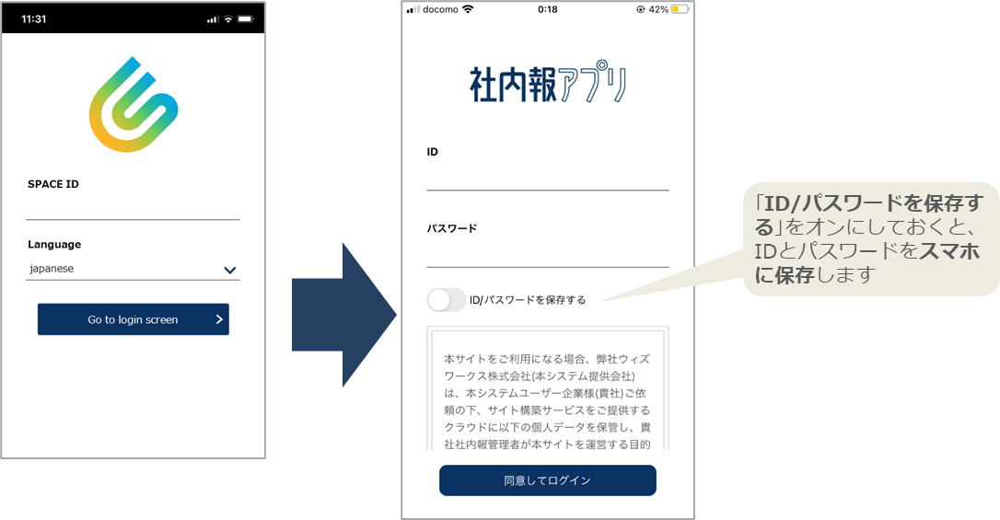 11:31
SPACE ID
Language
japanese
Go to login screen
docomo
0:18
42%
社内報アプリ
ID
パスワード
ID/パスワードを保存する
本サイトをご利用になる場合、弊社ウィズ
ワークス株式会社(本システム提供会社)
は、本システムユーザー企業様(貴社)ご依
頼の下、サイト構築サービスをご提供する
クラウドに以下の個人データを保管し、貴
社社内報管理者が本サイトを運営する目的
同意してログイン
「ID/パスワードを保存す
る」をオンにしておくと、
IDとパスワードをスマホ
に保存します